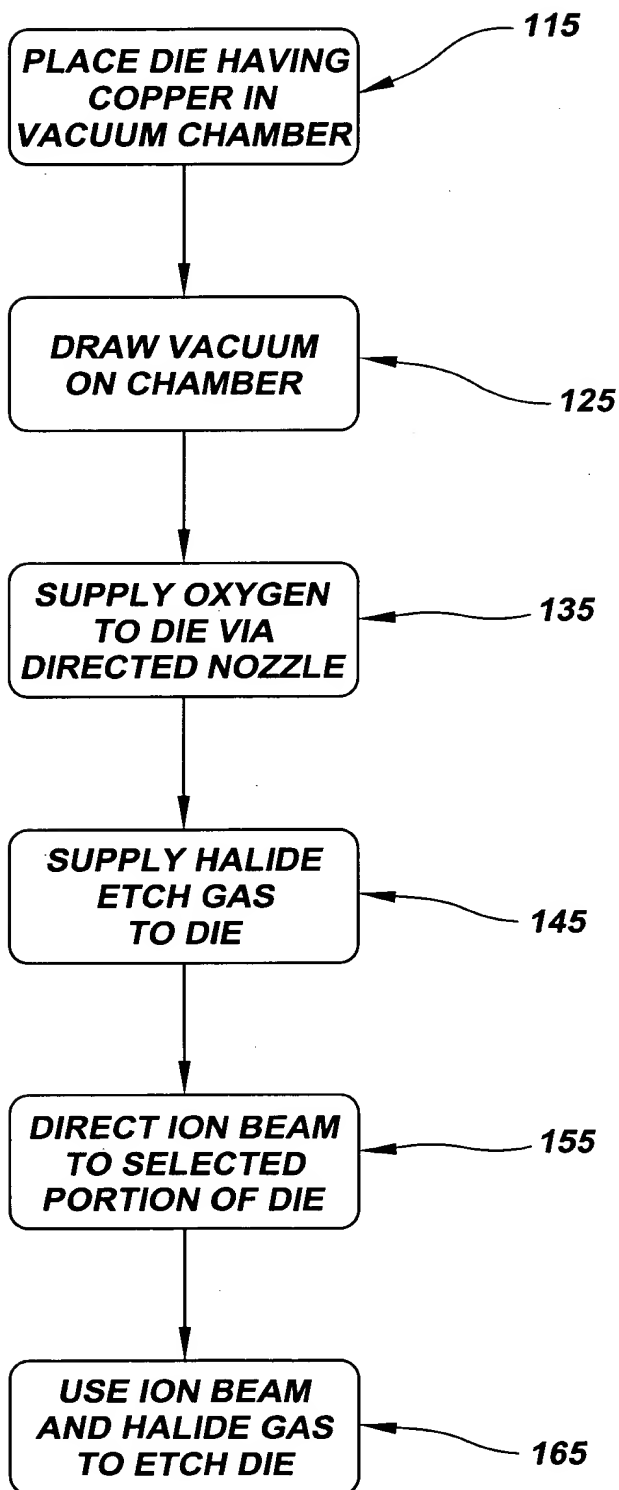 115
PLACE DIE HAVING
COPPER IN
VACUUM CHAMBER
DRAW VACUUM
ON CHAMBER
125
SUPPLY OXYGEN
TO DIE VIA
DIRECTED NOZZLE
135
SUPPLY HALIDE
ETCH GAS
TO DIE
145
DIRECT ION BEAM
TO SELECTED
PORTION OF DIE
155
USE ION BEAM
AND HALIDE GAS
TO ETCH DIE
165